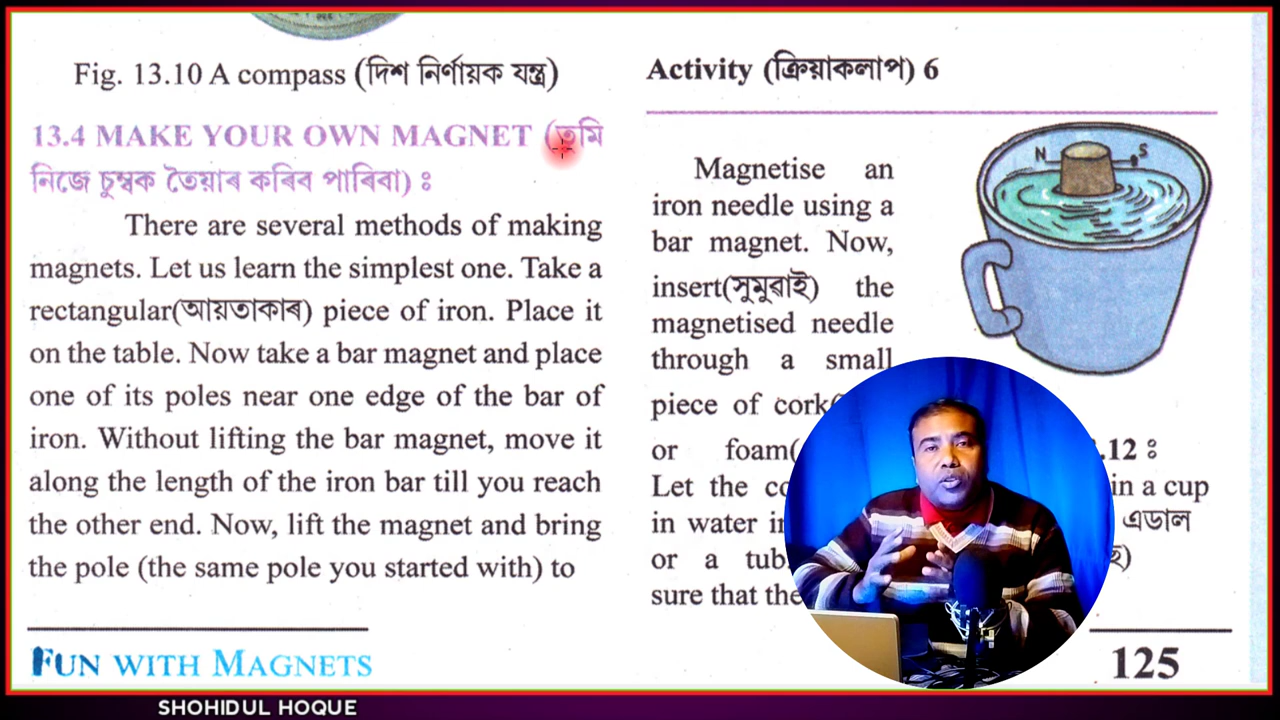 Fig. 13.10 A compass (দিশ নিৰ্ণায়ক যন্ত্ৰ)
13.4 MAKE YOUR OWN MAGNET (তুমি
নিজে চুম্বক তৈয়াৰ কৰিব পাৰিবা) ঃ
There are several methods of making
magnets. Let us learn the simplest one. Take a
rectangular(আয়তাকাৰ) piece of iron. Place it
on the table. Now take a bar magnet and place
one of its poles near one edge of the bar of
iron. Without lifting the bar magnet, move it
along the length of the iron bar till you reach
the other end. Now, lift the magnet and bring
the pole (the same pole you started with) to
FUN WITH MAGNETS
Activity (ক্ৰিয়াকলাপ) 6
Magnetise an
iron needle using a
bar magnet. Now,
insert(সুমুৱাই) the
magnetised needle
through a small
piece of cork(
or foam(
Let the
in water
or a
sure that the
N S
.12 ঃ
in a cup
এডাল
125
SHOHIDUL HOQUE